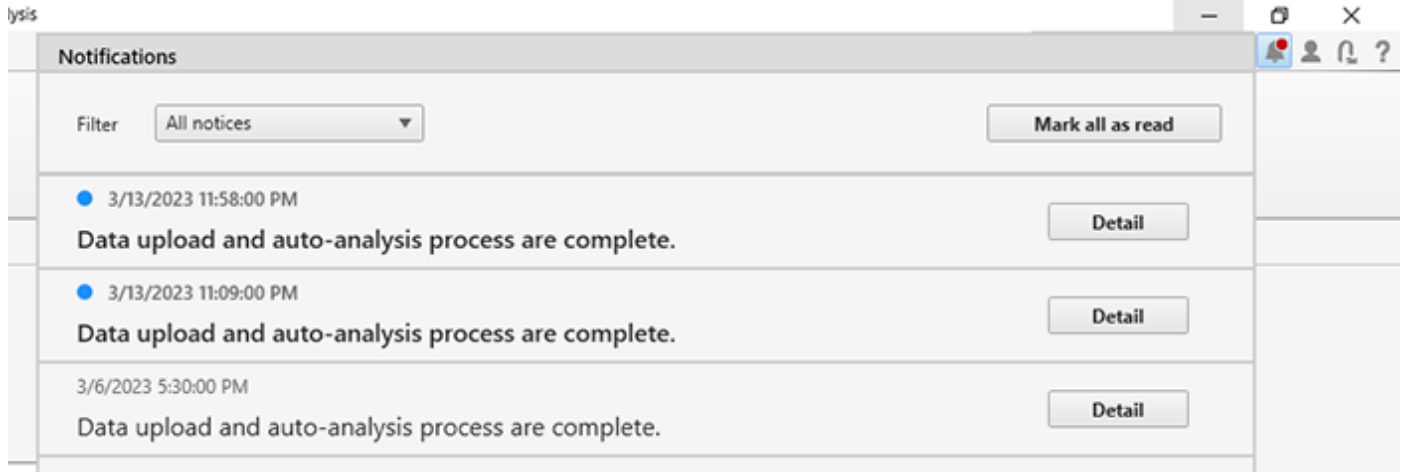 Notifications
Filter All notices Mark all as read
3/13/2023 11:58:00 PM
Data upload and auto-analysis process are complete.
Detail
3/13/2023 11:09:00 PM
Data upload and auto-analysis process are complete.
Detail
3/6/2023 5:30:00 PM
Data upload and auto-analysis process are complete.
Detail
?